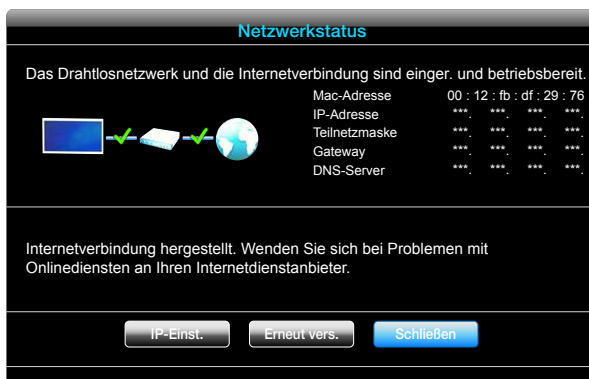 Netzwerkstatus
Das Drahtlosnetzwerk und die Internetverbindung sind einger. und betriebsbereit.
Mac-Adresse 00 : 12 : fb : df : 29 : 76
IP-Adresse ***. ***. ***. ***.
Teilnetzmaske ***. ***. ***. ***.
Gateway ***. ***. ***. ***.
DNS-Server ***. ***. ***. ***.
Internetverbindung hergestellt. Wenden Sie sich bei Problemen mit
Onlinediensten an Ihren Internetdienstanbieter.
IP-Einst. Erneut vers. Schließen